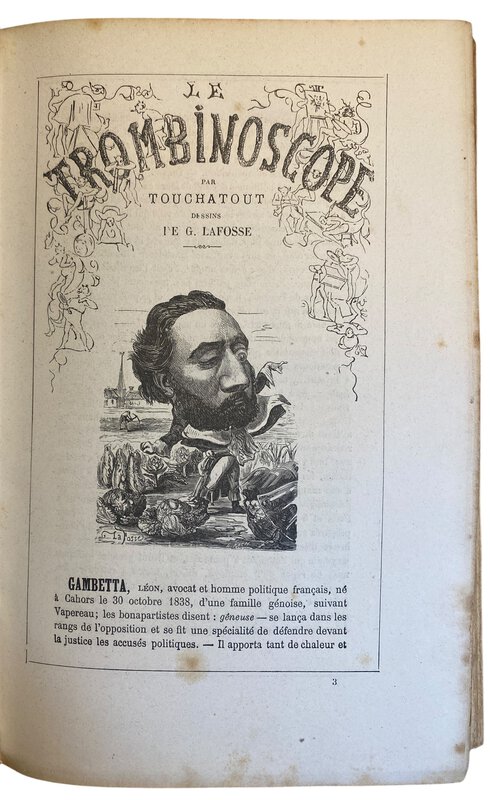 LE
TROMBINOSCOPE
PAR
TOUCHATOUT
DESSINS
DE G. LAFOSSE
G. Lafosse
GAMBETTA, LÉON, avocat et homme politique français, né
à Cahors le 30 octobre 1838, d'une famille génoise, suivant
Vapereau; les bonapartistes disent : gêneuse — se lança dans les
rangs de l'opposition et se fit une spécialité de défendre devant
la justice les accusés politiques. — Il apporta tant de chaleur et
3